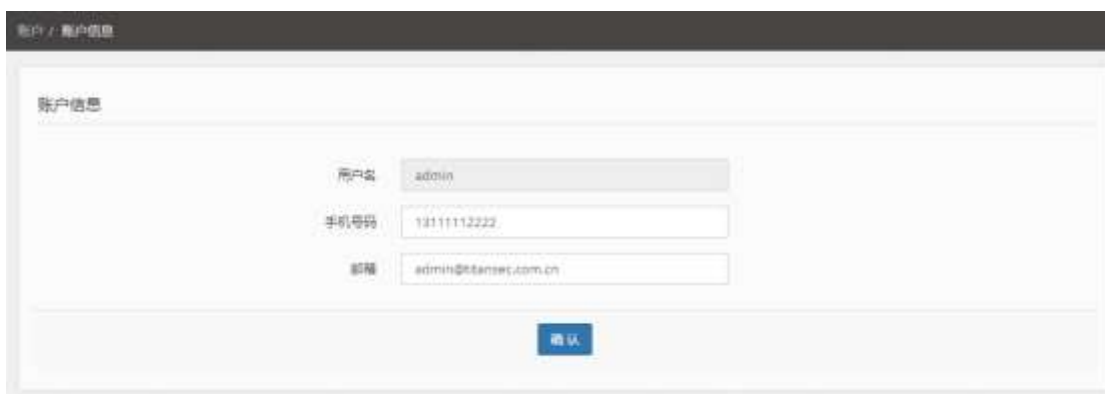 账户 / 账户信息
账户信息
用户名 admin
手机号码 13111112222
邮箱 admin@titansec.com.cn
确认